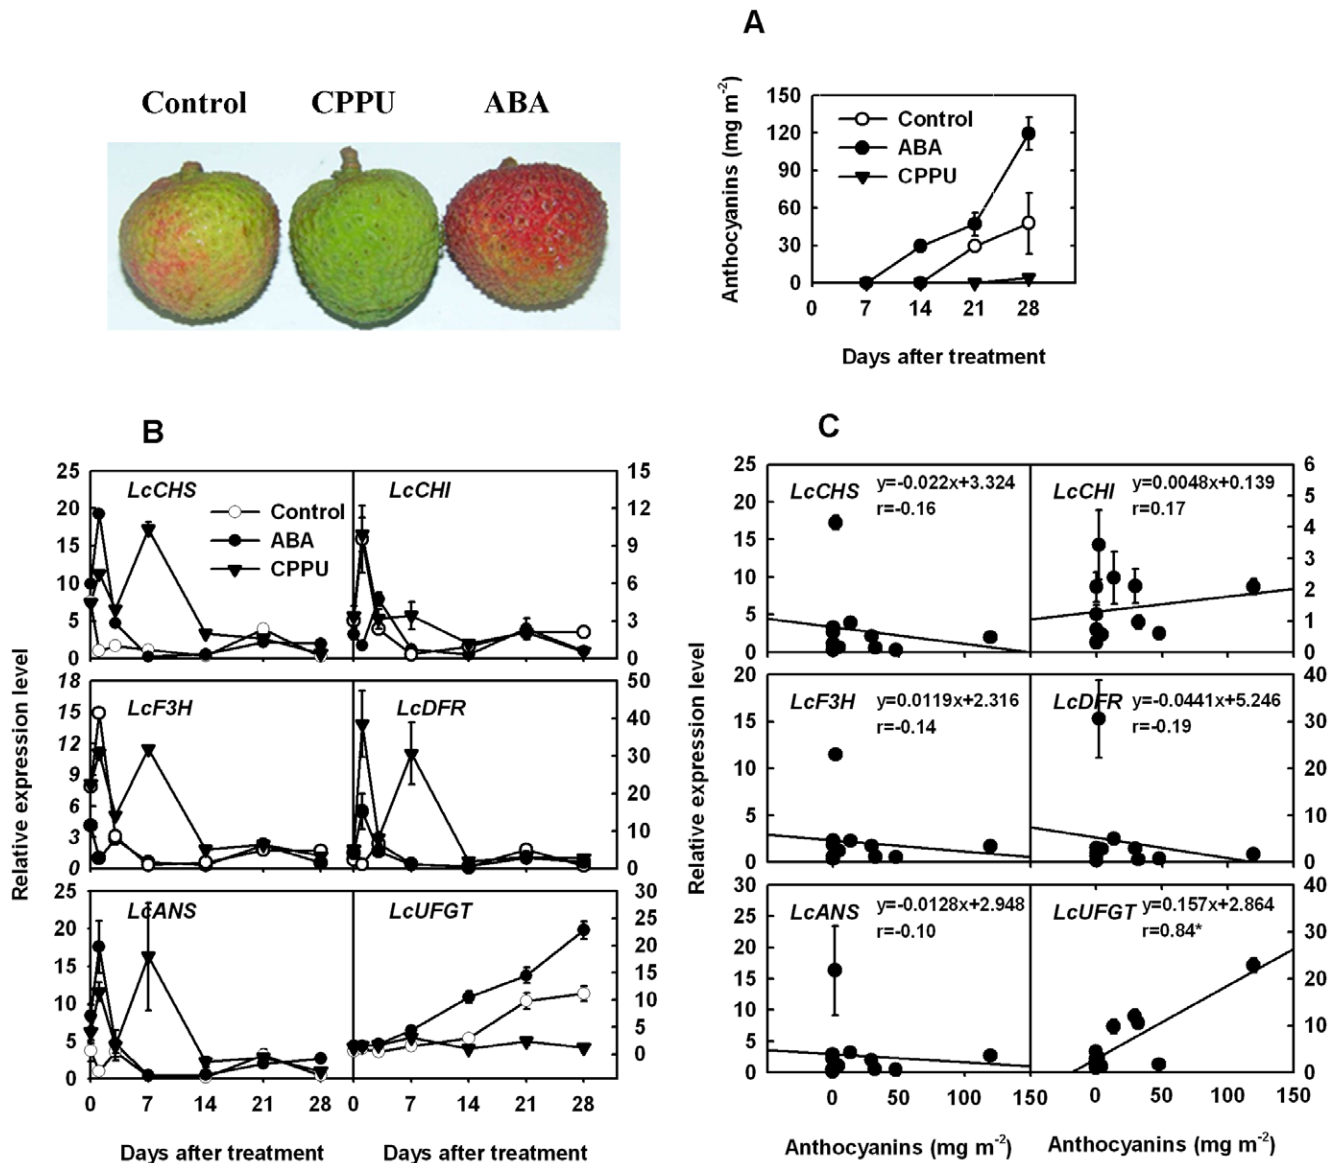 A
Control CPPU ABA
Anthocyanins (mg m-2)
150
120
90
60
30
0
Control
ABA
CPPU
0 7 14 21 28
Days after treatment
B
Relative expression level
25
20
15
10
5
0
LcCHS
Control
ABA
CPPU
LcCHI
15
12
9
6
3
0
18
15
12
9
6
3
0
LcF3H
LcDFR
50
40
30
20
10
0
25
20
15
10
5
0
LcANS
LcUFGT
30
25
20
15
10
5
0
0 7 14 21 28 0 7 14 21 28
Days after treatment Days after treatment
C
Relative expression level
25
20
15
10
5
0
LcCHS y=-0.022x+3.324
r=-0.16
LcCHI y=0.0048x+0.139
r=0.17
6
5
4
3
2
1
0
20
15
10
5
0
LcF3H y=0.0119x+2.316
r=-0.14
LcDFR y=-0.0441x+5.246
r=-0.19
40
30
20
10
0
30
25
20
15
10
5
0
LcANS y=-0.0128x+2.948
r=-0.10
LcUFGT y=0.157x+2.864
r=0.84*
40
30
20
10
0
0 50 100 0 50 100 150
Anthocyanins (mg m-2) Anthocyanins (mg m-2)